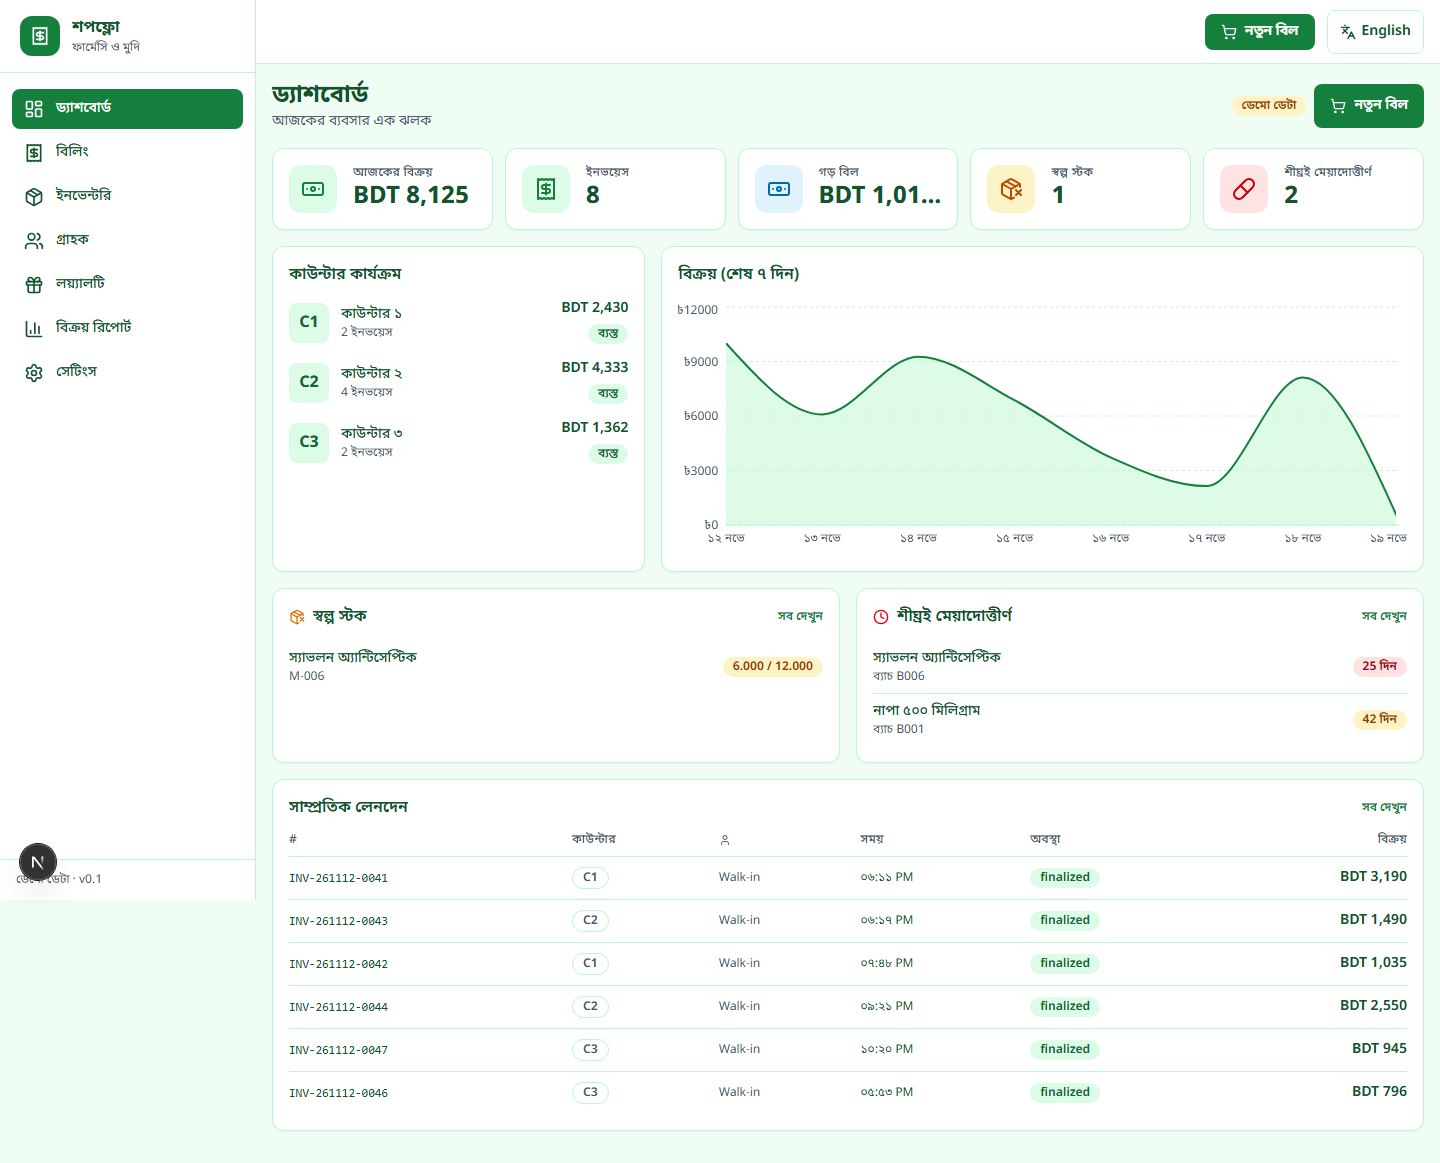 শপফ্লো
ফার্মেসি ও মুদি
ড্যাশবোর্ড
বিলিং
ইনভেন্টরি
গ্রাহক
লয়্যালটি
বিক্রয় রিপোর্ট
সেটিংস
ডেটা · v0.1
নতুন বিল
English
ড্যাশবোর্ড
আজকের ব্যবসার এক ঝলক
ডেমো ডেটা
নতুন বিল
আজকের বিক্রয়
BDT 8,125
ইনভয়েস
8
গড় বিল
BDT 1,01...
স্বল্প স্টক
1
শীঘ্রই মেয়াদোত্তীর্ণ
2
কাউন্টার কার্যক্রম
C1 কাউন্টার ১ BDT 2,430
2 ইনভয়েস ব্যস্ত
C2 কাউন্টার ২ BDT 4,333
4 ইনভয়েস ব্যস্ত
C3 কাউন্টার ৩ BDT 1,362
2 ইনভয়েস ব্যস্ত
বিক্রয় (শেষ ৭ দিন)
৳12000
৳9000
৳6000
৳3000
৳0
১২ নভে ১৩ নভে ১৪ নভে ১৫ নভে ১৬ নভে ১৭ নভে ১৮ নভে ১৯ নভে
স্বল্প স্টক সব দেখুন
স্যাভলন অ্যান্টিসেপ্টিক
M-006
6.000 / 12.000
শীঘ্রই মেয়াদোত্তীর্ণ সব দেখুন
স্যাভলন অ্যান্টিসেপ্টিক
ব্যাচ B006
25 দিন
নাপা ৫০০ মিলিগ্রাম
ব্যাচ B001
42 দিন
সাম্প্রতিক লেনদেন সব দেখুন
# কাউন্টার সময় অবস্থা বিক্রয়
INV-261112-0041 C1 Walk-in ০৬:১১ PM finalized BDT 3,190
INV-261112-0043 C2 Walk-in ০৬:১৭ PM finalized BDT 1,490
INV-261112-0042 C1 Walk-in ০৭:৪৮ PM finalized BDT 1,035
INV-261112-0044 C2 Walk-in ০৯:২১ PM finalized BDT 2,550
INV-261112-0047 C3 Walk-in ১০:২০ PM finalized BDT 945
INV-261112-0046 C3 Walk-in ০৫:৫৩ PM finalized BDT 796